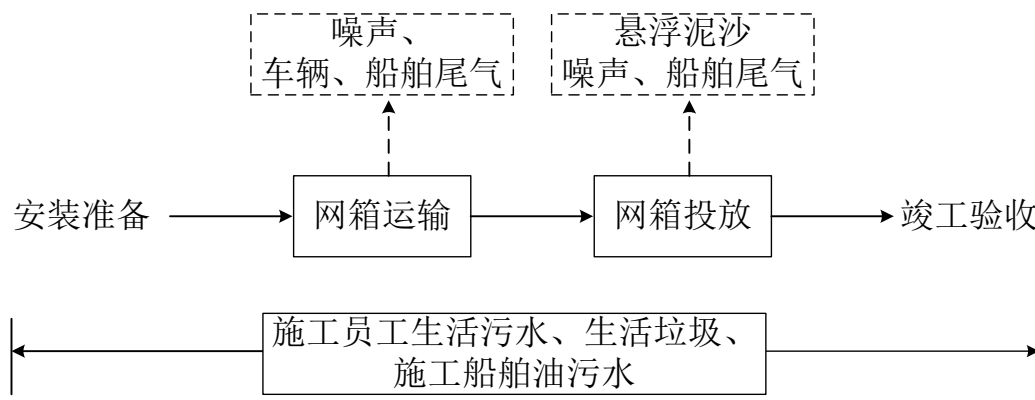 噪声、
车辆、船舶尾气
悬浮泥沙
噪声、船舶尾气
安装准备
网箱运输
网箱投放
竣工验收
施工员工生活污水、生活垃圾、
施工船舶油污水